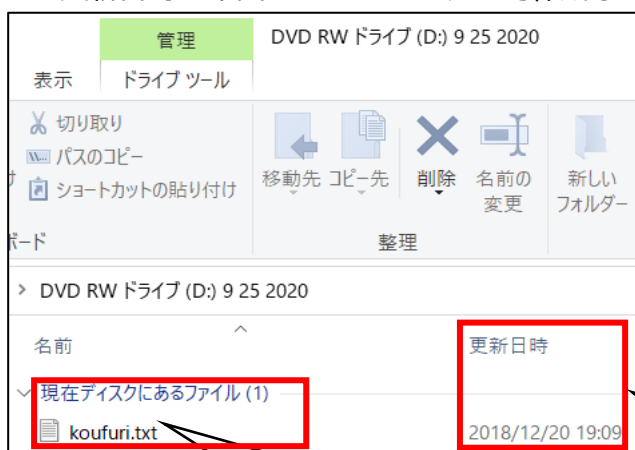 管理 DVD RW ドライブ (D:) 9 25 2020
表示 ドライブ ツール
切り取り
パスのコピー
ショートカットの貼り付け
移動先 コピー先 削除 名前の変更 新しいフォルダー
ボード 整理
> DVD RW ドライブ (D:) 9 25 2020
名前 更新日時
現在ディスクにあるファイル (1)
koufuri.txt 2018/12/20 19:09